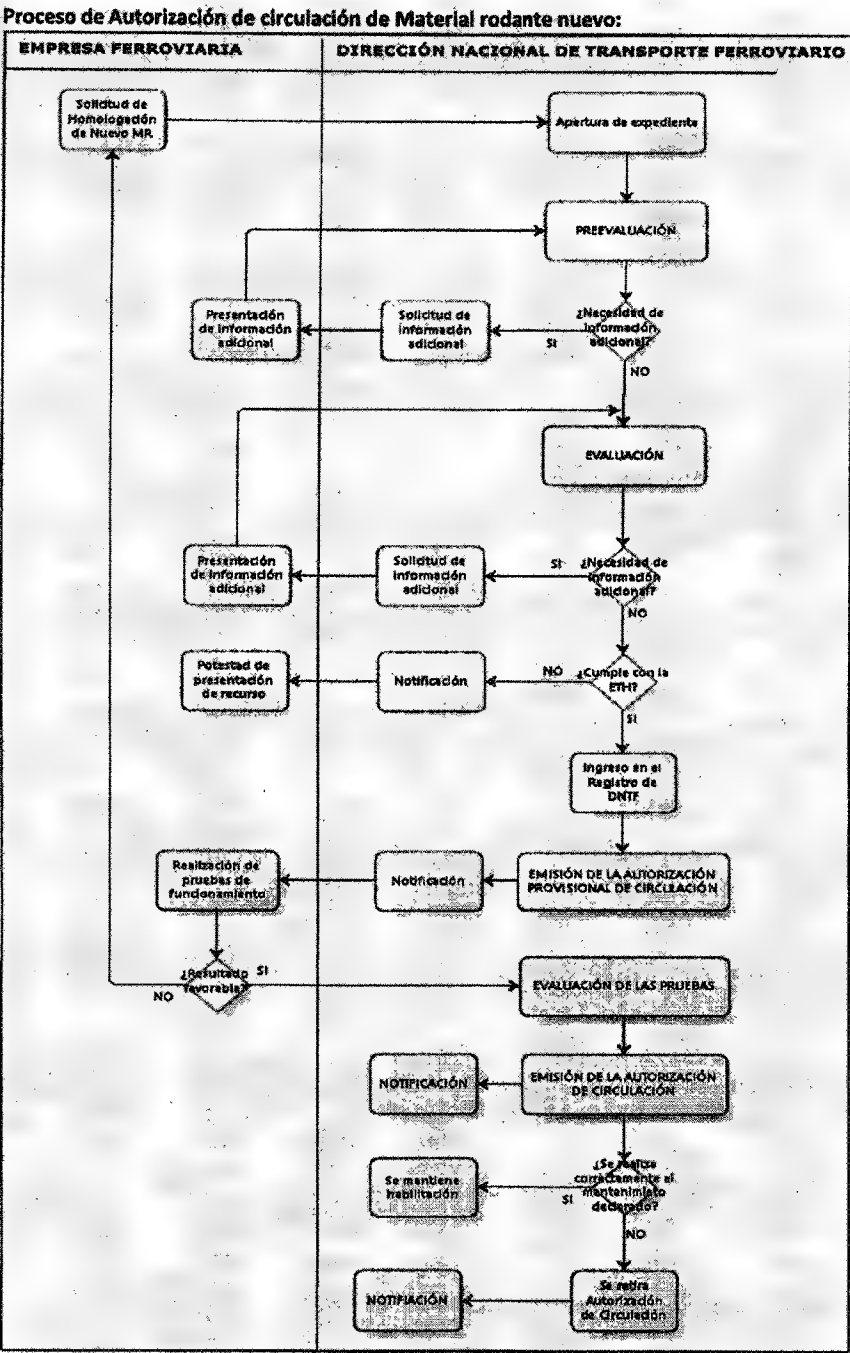 Proceso de Autorización de circulación de Material rodante nuevo:
EMPRESA FERROVIARIA
DIRECCIÓN NACIONAL DE TRANSPORTE FERROVIARIO
Solicitud de
Homologación
de Nuevo MR
Apertura de expediente
PREEVALUACIÓN
¿Necesidad de
información
adicional?
SI
NO
Solicitud de
información
adicional
Presentación
de información
adicional
EVALUACIÓN
¿Necesidad de
información
adicional?
SI
NO
Solicitud de
información
adicional
Presentación
de información
adicional
¿Cumple con la
ETH?
NO
SI
Notificación
Potestad de
presentación
de recurso
Ingreso en el
Registro de
DNTF
EMISIÓN DE LA AUTORIZACIÓN
PROVISIONAL DE CIRCULACIÓN
Notificación
Realización de
pruebas de
funcionamiento
¿Resultado
favorable?
SI
NO
EVALUACIÓN DE LAS PRUEBAS
EMISIÓN DE LA AUTORIZACIÓN
DE CIRCULACIÓN
NOTIFICACIÓN
¿Se realiza
correctamente el
mantenimieto
declarado?
SI
NO
Se mantiene
habilitación
Se retira
Autorización
de Circulación
NOTIFIACIÓN